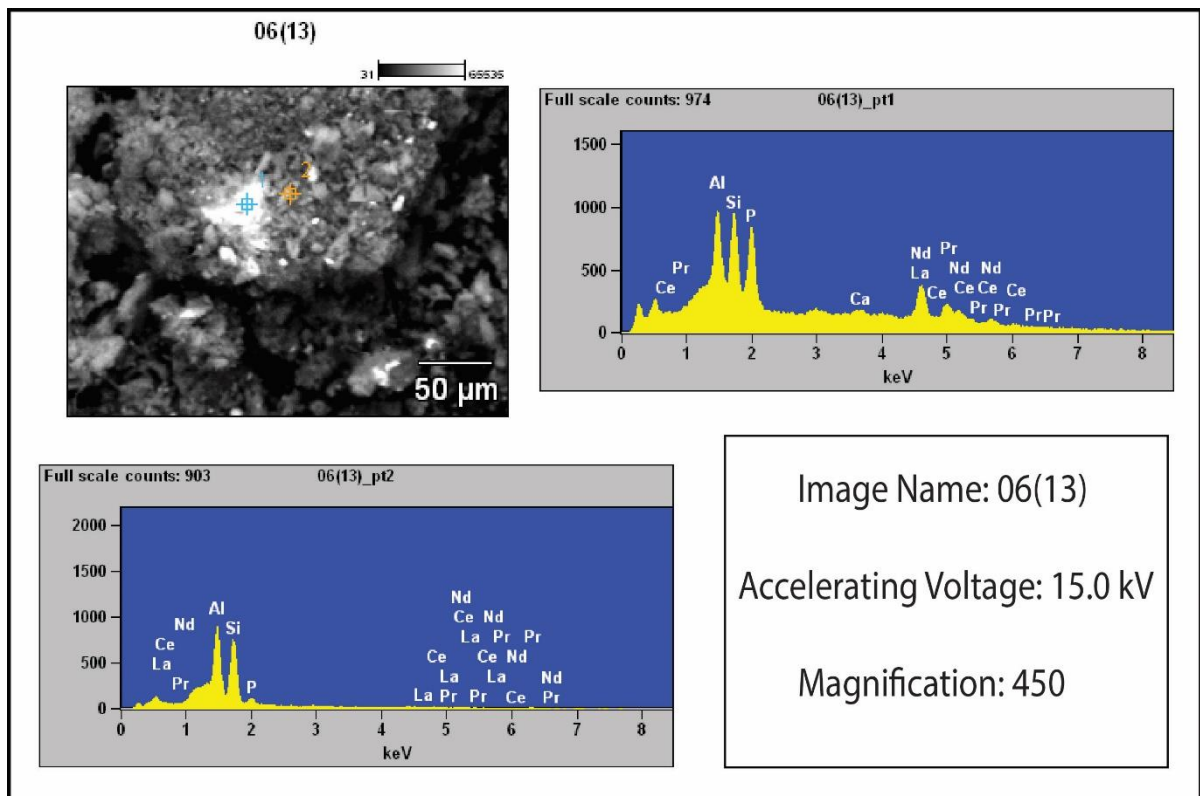 06(13)
31 65535
1
2
50 µm
Full scale counts: 974 06(13)_pt1
1500
1000
500
0
Al
Si
P
Pr
Ce
Ca
Nd Pr
La Nd Nd
Ce Ce Ce Ce
Pr Pr PrPr
0 1 2 3 4 5 6 7 8
keV
Full scale counts: 903 06(13)_pt2
2000
1500
1000
500
0
Al
Si
Nd
Ce
La
Pr
P
Nd
Ce Nd
La Pr Pr
Ce Ce Nd
La La Nd
La Pr Pr Ce Pr
0 1 2 3 4 5 6 7 8
keV
Image Name: 06(13)
Accelerating Voltage: 15.0 kV
Magnification: 450